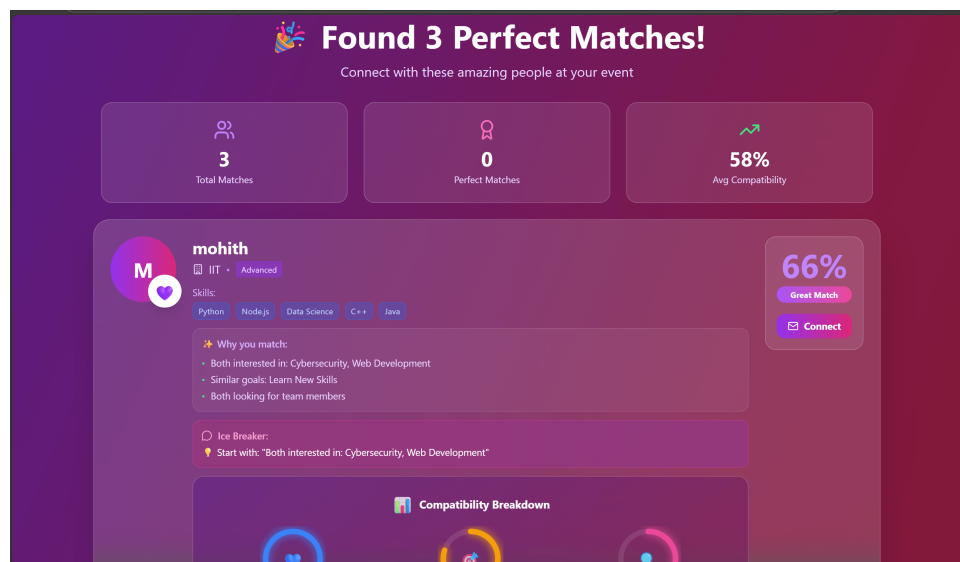 Found 3 Perfect Matches!
Connect with these amazing people at your event
3
Total Matches
0
Perfect Matches
58%
Avg Compatibility
M
mohith
IIT • Advanced
Skills:
Python Node.js Data Science C++ Java
Why you match:
• Both interested in: Cybersecurity, Web Development
• Similar goals: Learn New Skills
• Both looking for team members
Ice Breaker:
Start with: "Both interested in: Cybersecurity, Web Development"
66%
Great Match
Connect
Compatibility Breakdown